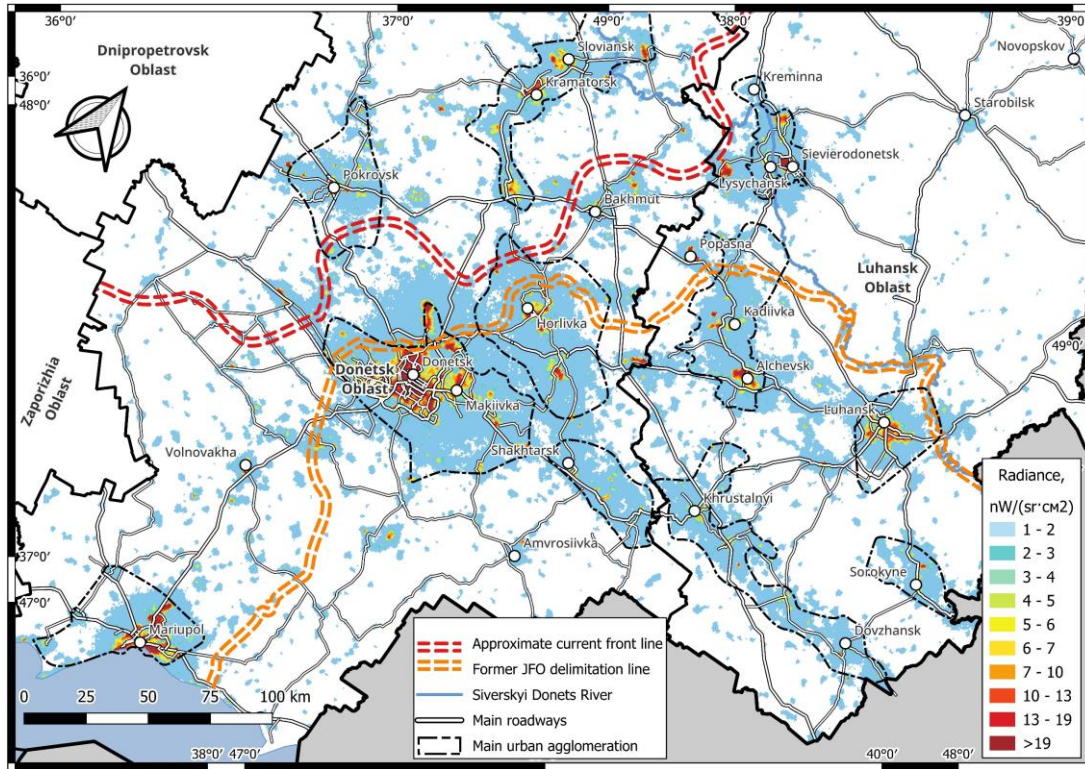 36°0′
37°0′
49°0′
38°0′
39°0′
Dnipropetrovsk
Oblast
Sloviansk
Novopskov
36°0′
48°0′
Kramatorsk
Kreminna
Starobilsk
Pokrovsk
Sievierodonetsk
Lysychansk
Bakhmut
Popasna
Luhansk
Oblast
Horlivka
Kadiivka
49°0′
Zaporizhia
Oblast
Donetsk
Oblast
Donetsk
Makiivka
Alchevsk
Luhansk
Volnovakha
Shakhtarsk
Khrustalnyi
Amvrosiivka
Sorokyne
37°0′
47°0′
Mariupol
Dovzhansk
Radiance,
nW/(sr·см2)
1 - 2
2 - 3
3 - 4
4 - 5
5 - 6
6 - 7
7 - 10
10 - 13
13 - 19
>19
Approximate current front line
Former JFO delimitation line
Siverskyi Donets River
Main roadways
Main urban agglomeration
0 25 50 75 100 km
38°0′
47°0′
40°0′
48°0′